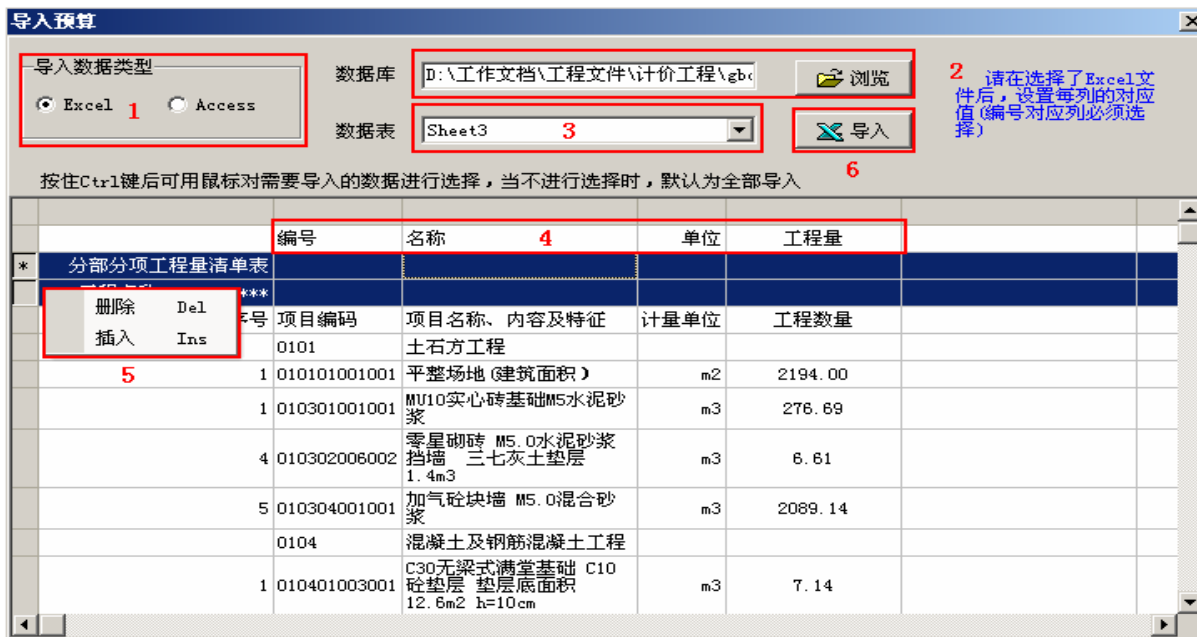 导入预算
导入数据类型
Excel 1 Access
数据库 D:\工作文档\工程文件\计价工程\gb 浏览
2 请在选择了Excel文
件后，设置每列的对应
值(编号对应列必须选
择)
数据表 Sheet3 3 导入
6
按住Ctrl键后可用鼠标对需要导入的数据进行选择，当不进行选择时，默认为全部导入
编号 名称 4 单位 工程量
* 分部分项工程量清单表
***
删除 Del
插入 Ins
5
号 项目编码 项目名称、内容及特征 计量单位 工程数量
0101 土石方工程
1 010101001001 平整场地(建筑面积) m2 2194.00
1 010301001001 MU10实心砖基础M5水泥砂
浆 m3 276.69
4 010302006002 零星砌砖 M5.0水泥砂浆
挡墙 三七灰土垫层
1.4m3 m3 6.61
5 010304001001 加气砼块墙 M5.0混合砂
浆 m3 2089.14
0104 混凝土及钢筋混凝土工程
1 010401003001 C30无梁式满堂基础 C10
砼垫层 垫层底面积
12.6m2 h=10cm m3 7.14